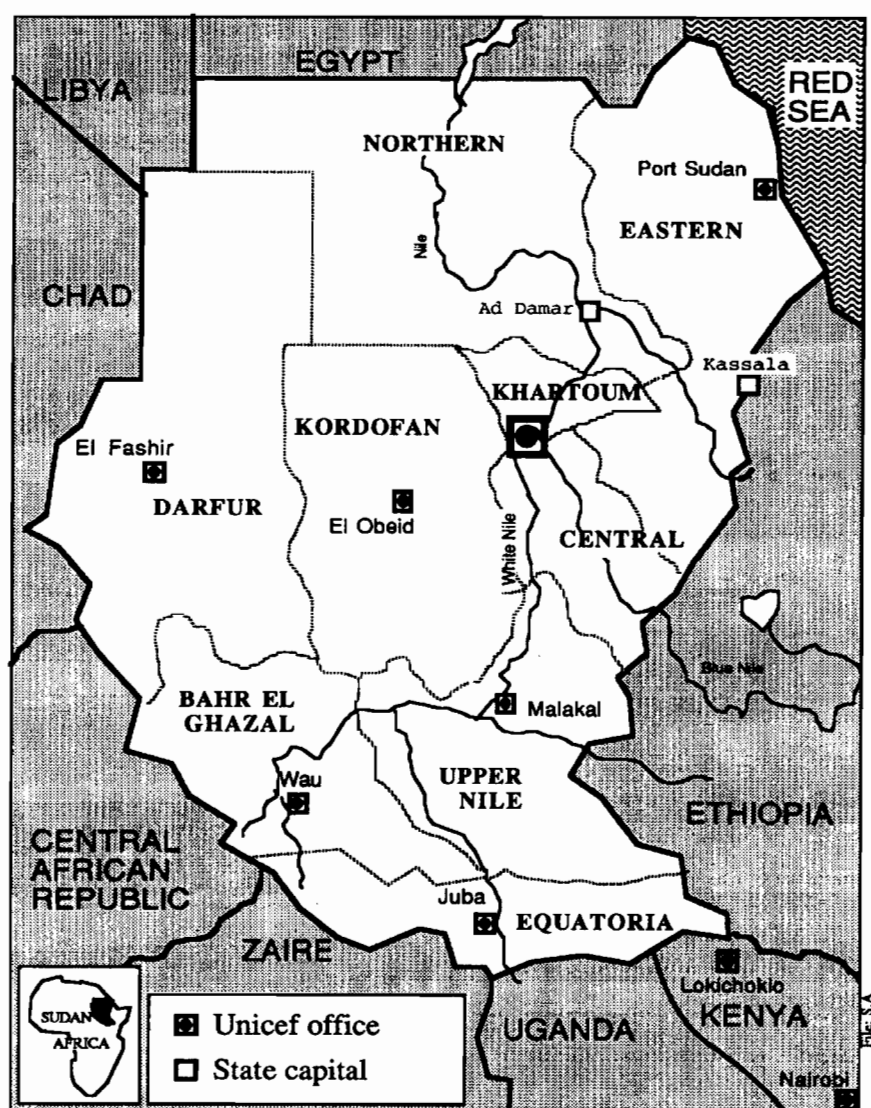 EGYPT
LIBYA
RED
SEA
NORTHERN
Port Sudan
EASTERN
Nile
CHAD
Ad Damar
Kassala
KHARTOUM
KORDOFAN
El Fashir
DARFUR
El Obeid
White Nile
CENTRAL
Blue Nile
BAHR EL
GHAZAL
Malakal
UPPER
NILE
Wau
ETHIOPIA
CENTRAL
AFRICAN
REPUBLIC
Juba
EQUATORIA
ZAIRE
Lokichokio
KENYA
SUDAN
AFRICA
Unicef office
State capital
UGANDA
Nairobi